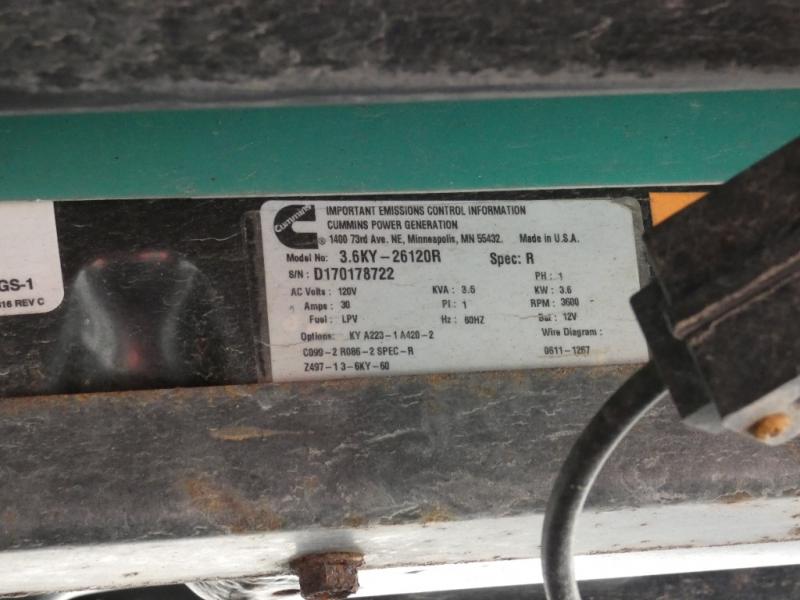 IMPORTANT EMISSIONS CONTROL INFORMATION
CUMMINS POWER GENERATION
Cummins ® 1400 73rd Ave. NE, Minneapolis, MN 55432. Made in U.S.A.
Model No: 3.6KY-26120R Spec: R
S/N: D170178722 PH: 1
AC Volts: 120V KVA: 3.6 KW: 3.6
Amps: 30 Pf: 1 RPM: 3600
Fuel: LPV Hz: 60HZ Bat: 12V
Options: KY A223-1 A420-2 Wire Diagram:
C099-2 R086-2 SPEC-R 0611-1267
Z497-1 3-6KY-60
GS-1
316 REV C